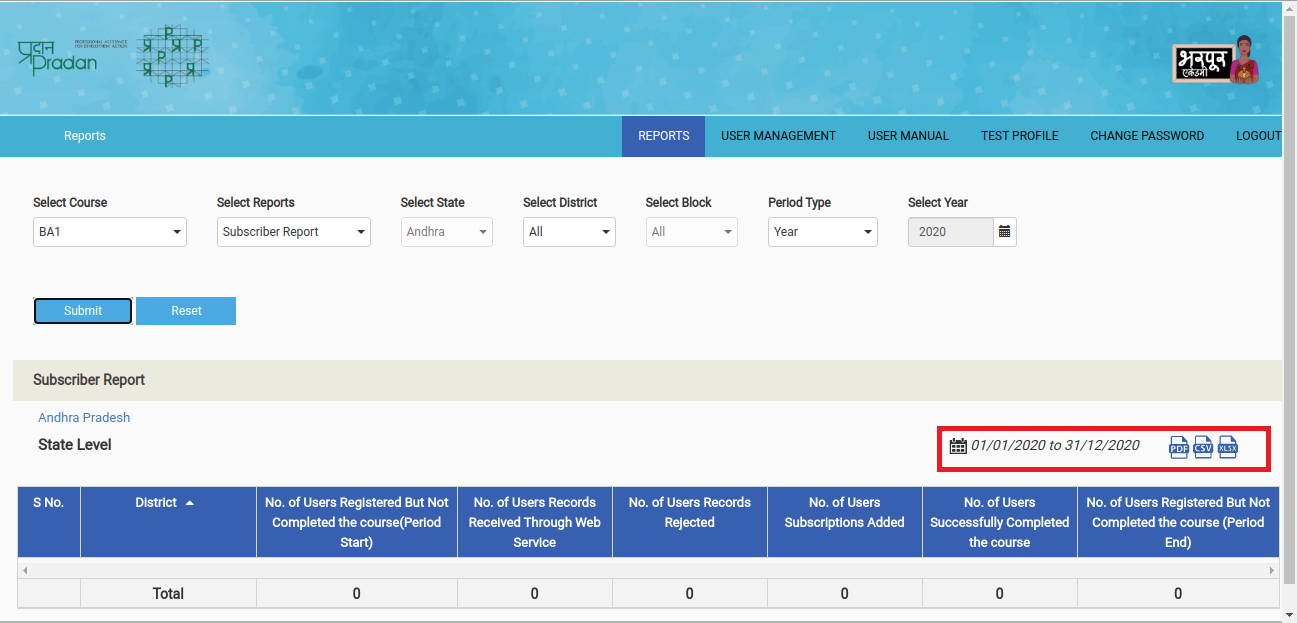 प्रदान
Pradan
PROFESSIONAL ASSISTANCE
FOR DEVELOPMENT ACTION
भरपूर
एकेडमी
Reports
REPORTS USER MANAGEMENT USER MANUAL TEST PROFILE CHANGE PASSWORD LOGOUT
Select Course Select Reports Select State Select District Select Block Period Type Select Year
BA1 Subscriber Report Andhra All All Year 2020
Submit Reset
Subscriber Report
Andhra Pradesh
State Level
01/01/2020 to 31/12/2020 PDF CSV XLSX
S No. District No. of Users Registered But Not Completed the course(Period Start) No. of Users Records Received Through Web Service No. of Users Records Rejected No. of Users Subscriptions Added No. of Users Successfully Completed the course No. of Users Registered But Not Completed the course (Period End)
Total 0 0 0 0 0 0